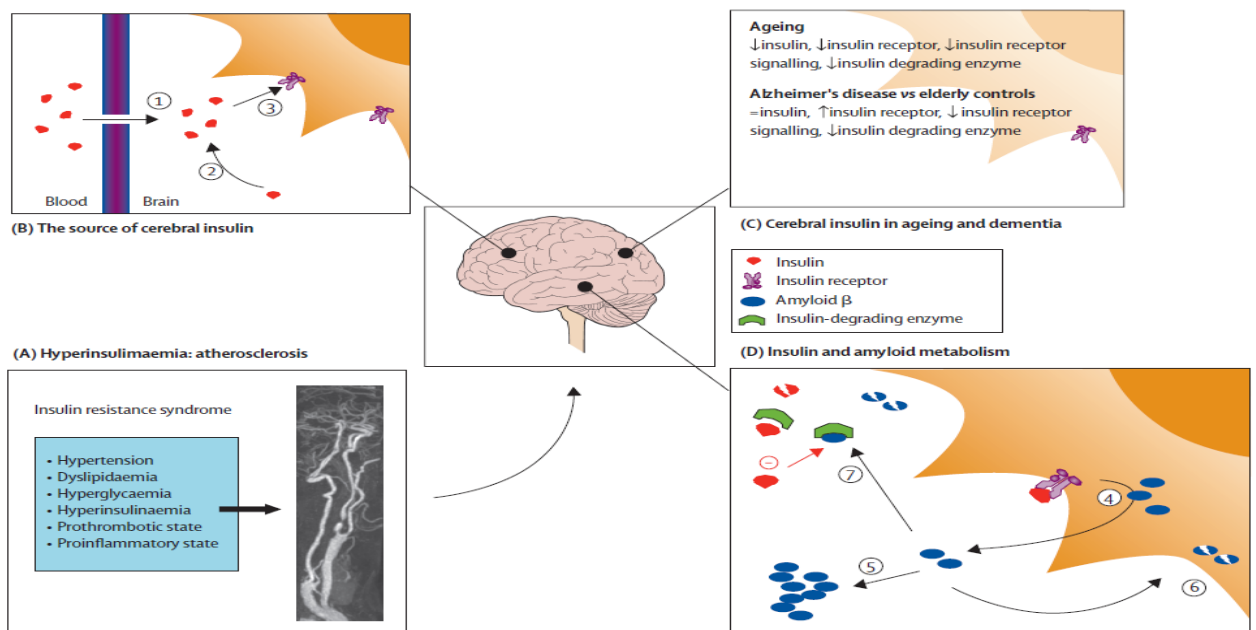 ①
③
②
Blood
Brain
(B) The source of cerebral insulin
Ageing
↓insulin, ↓insulin receptor, ↓insulin receptor
signalling, ↓insulin degrading enzyme
Alzheimer's disease vs elderly controls
=insulin, ↑insulin receptor, ↓ insulin receptor
signalling, ↓insulin degrading enzyme
(C) Cerebral insulin in ageing and dementia
Insulin
Insulin receptor
Amyloid β
Insulin-degrading enzyme
(A) Hyperinsulimaemia: atherosclerosis
Insulin resistance syndrome
• Hypertension
• Dyslipidaemia
• Hyperglycaemia
• Hyperinsulinaemia
• Prothrombotic state
• Proinflammatory state
(D) Insulin and amyloid metabolism
−
⑦
④
⑤
⑥